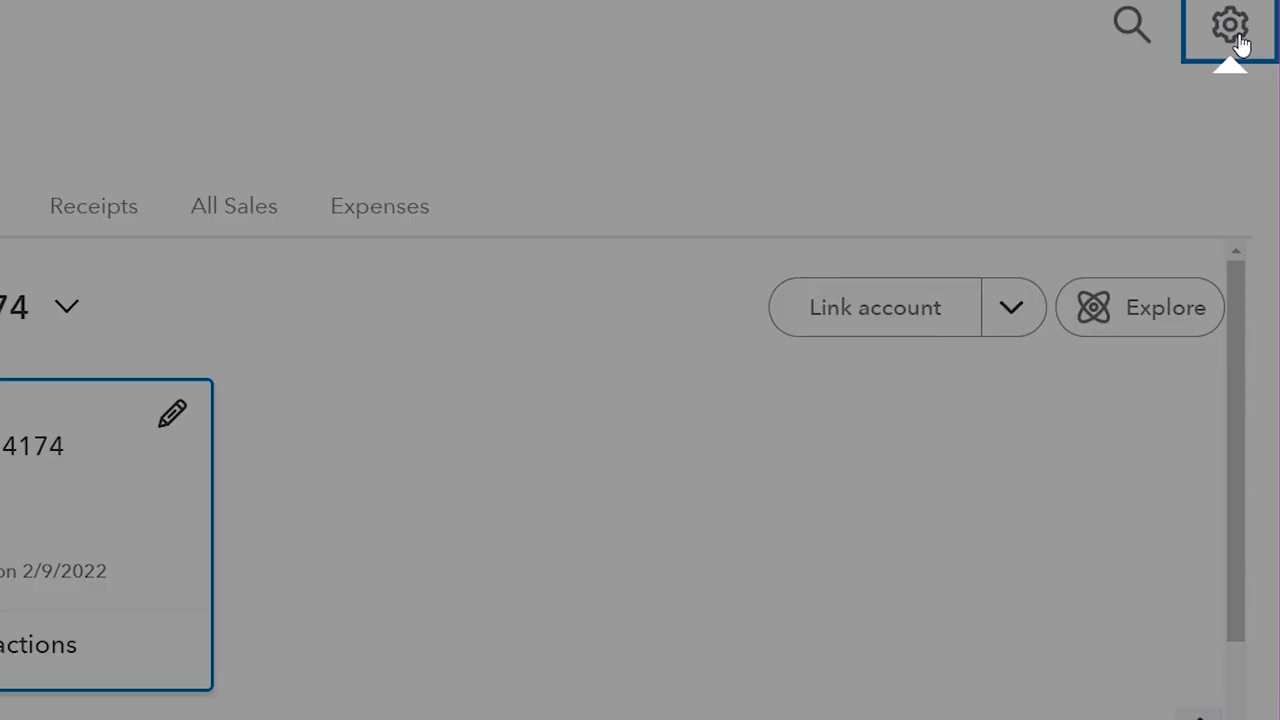 Receipts All Sales Expenses
74 Link account Explore
4174
on 2/9/2022
actions